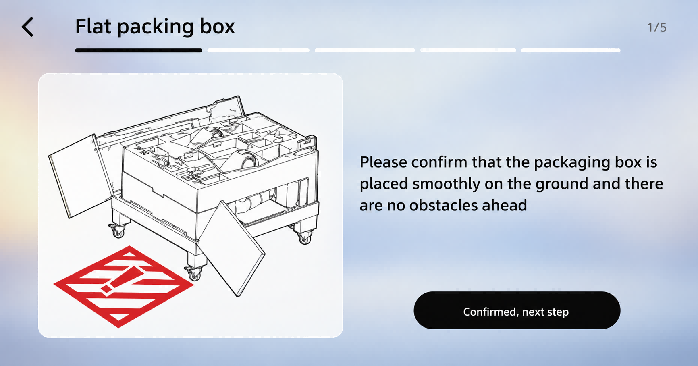 Flat packing box
1/5
Please confirm that the packaging box is
placed smoothly on the ground and there
are no obstacles ahead
Confirmed, next step